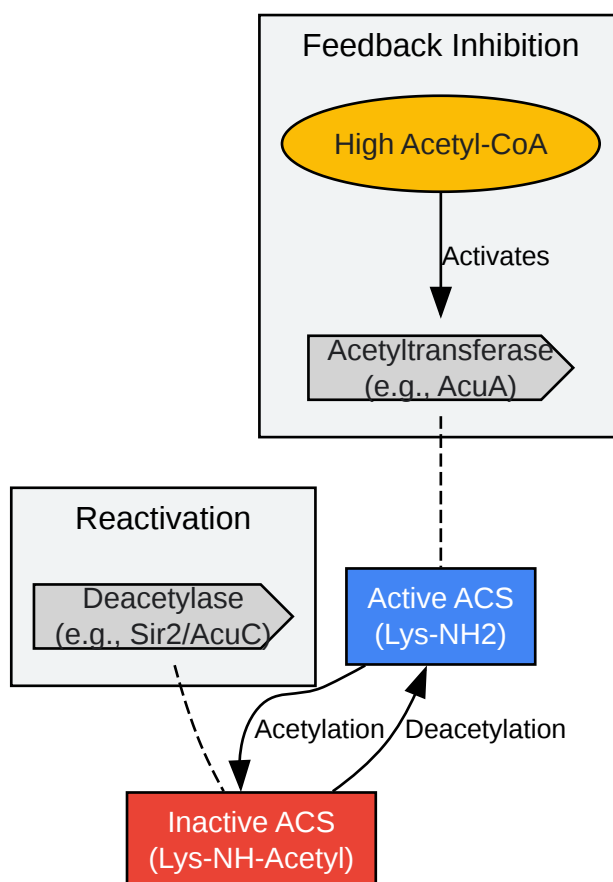 Feedback Inhibition
High Acetyl-CoA
Activates
Acetyltransferase
(e.g., AcuA)
Reactivation
Deacetylase
(e.g., Sir2/AcuC)
Active ACS
(Lys-NH2)
Acetylation
Deacetylation
Inactive ACS
(Lys-NH-Acetyl)